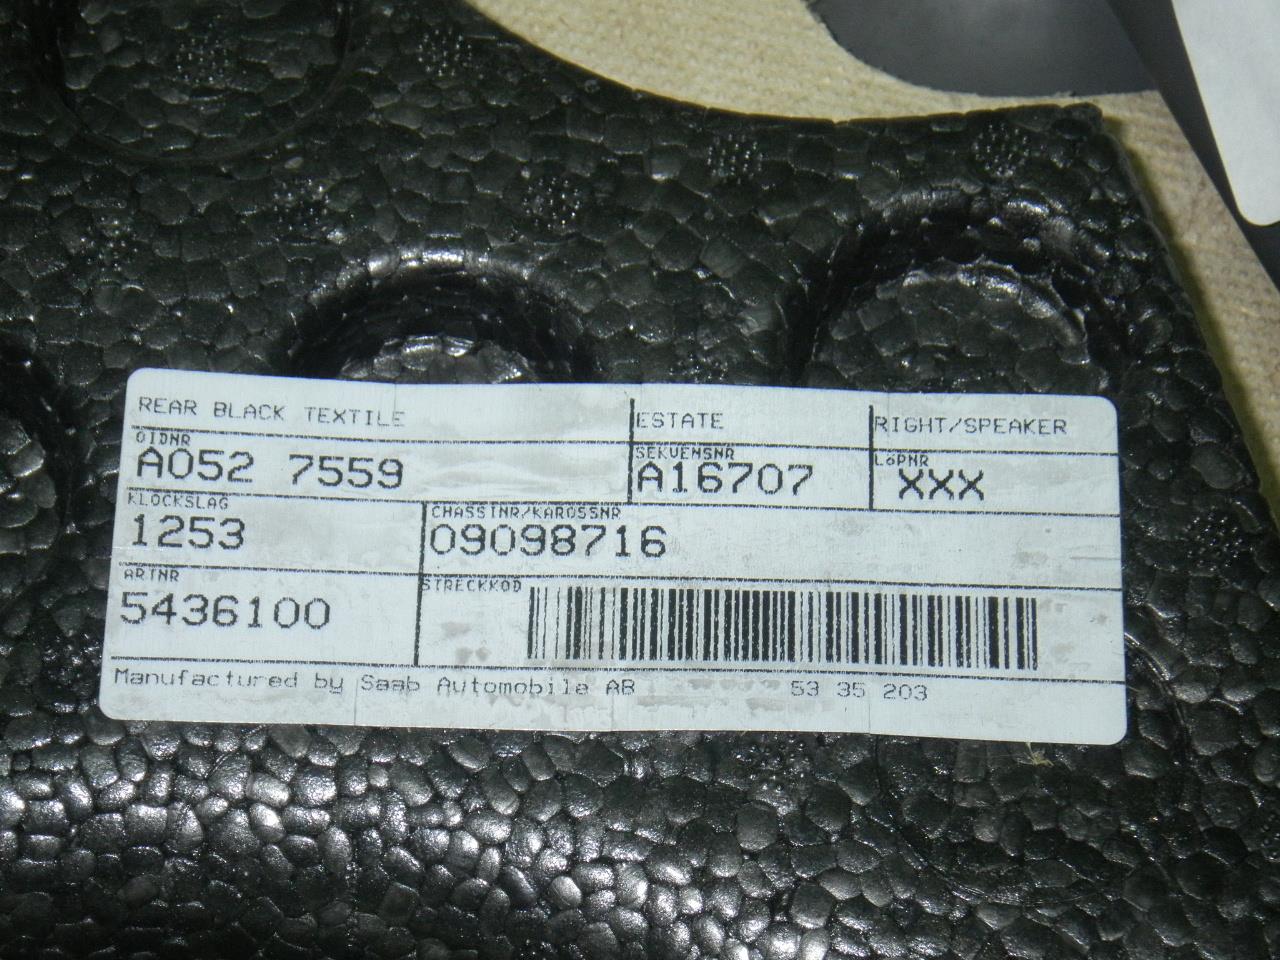 REAR BLACK TEXTILE ESTATE RIGHT/SPEAKER
OIDNR SEKVENSNR LöPNR
A052 7559 A16707 XXX
KLOCKSLAG CHASSINR/KAROSSNR
1253 09098716
ARTNR STRECKKOD
5436100
Manufactured by Saab Automobile AB 53 35 203